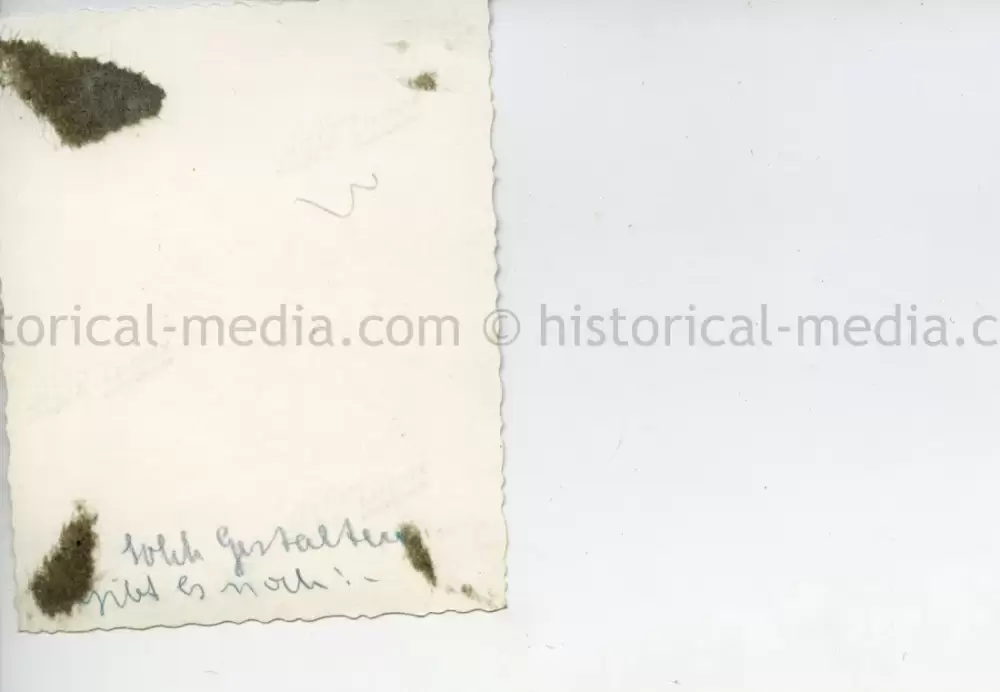 torical-media.com © historical-media.c
Solch Gestalten
gibt es noch! -